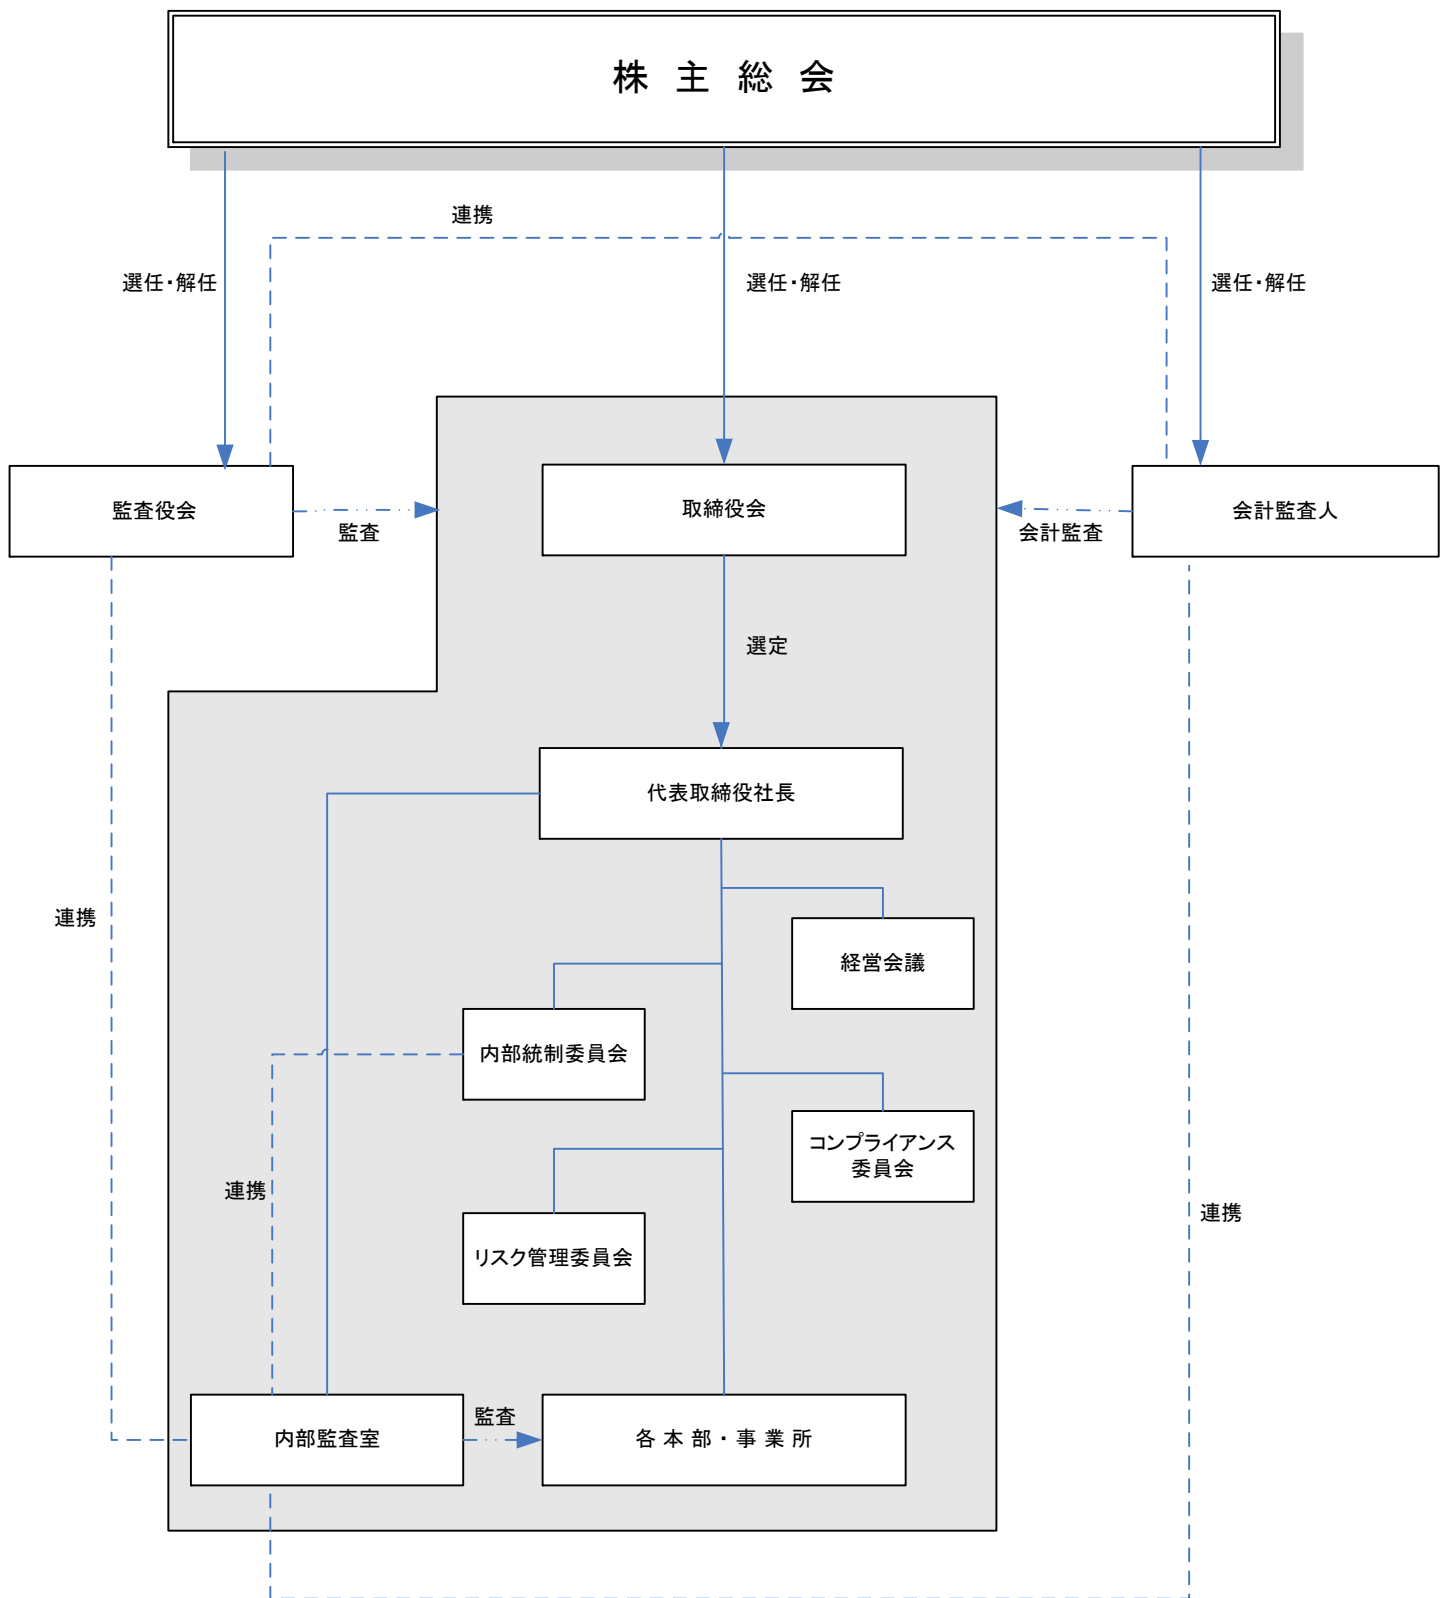 株 主 総 会
連携
選任・解任
選任・解任
選任・解任
監査役会
監査
取締役会
会計監査
会計監査人
選定
代表取締役社長
連携
経営会議
内部統制委員会
コンプライアンス
委員会
連携
連携
リスク管理委員会
内部監査室
監査
各 本 部 ・ 事 業 所